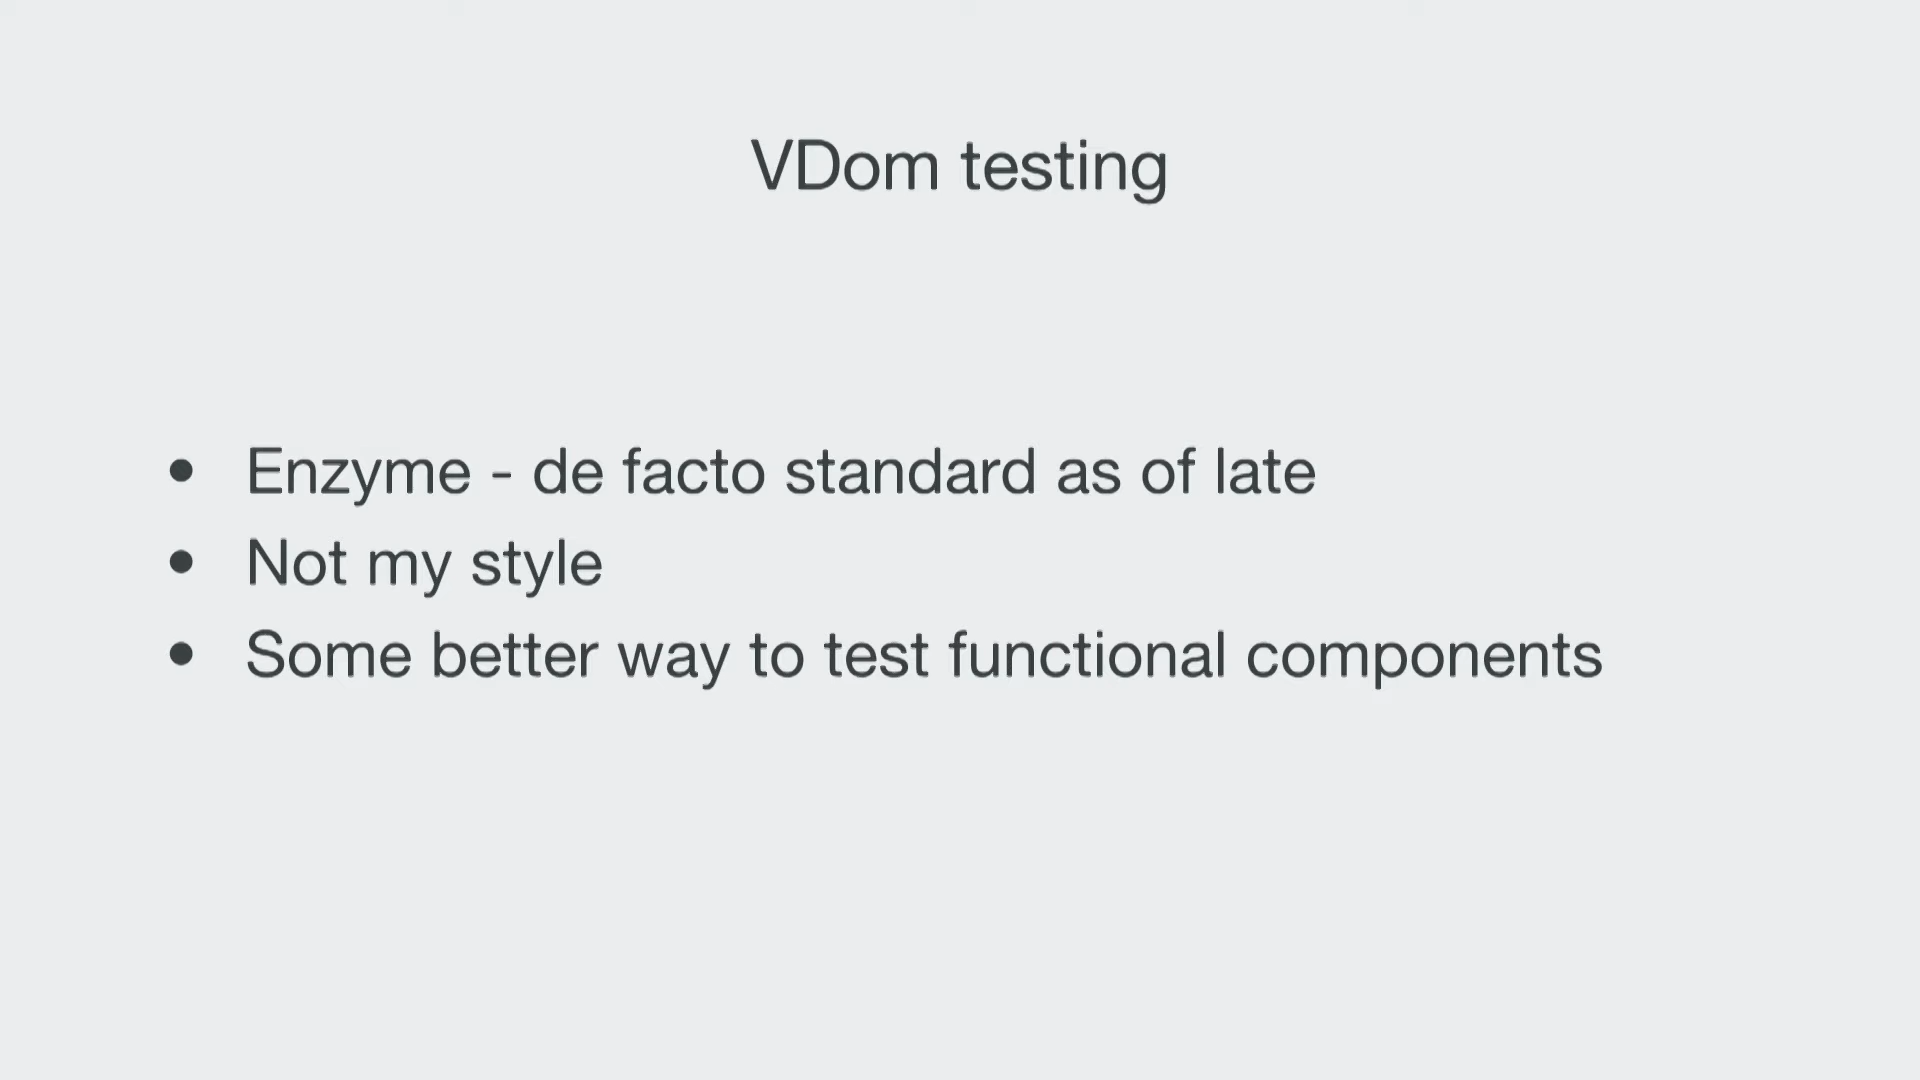 VDom testing
• Enzyme - de facto standard as of late
• Not my style
• Some better way to test functional components